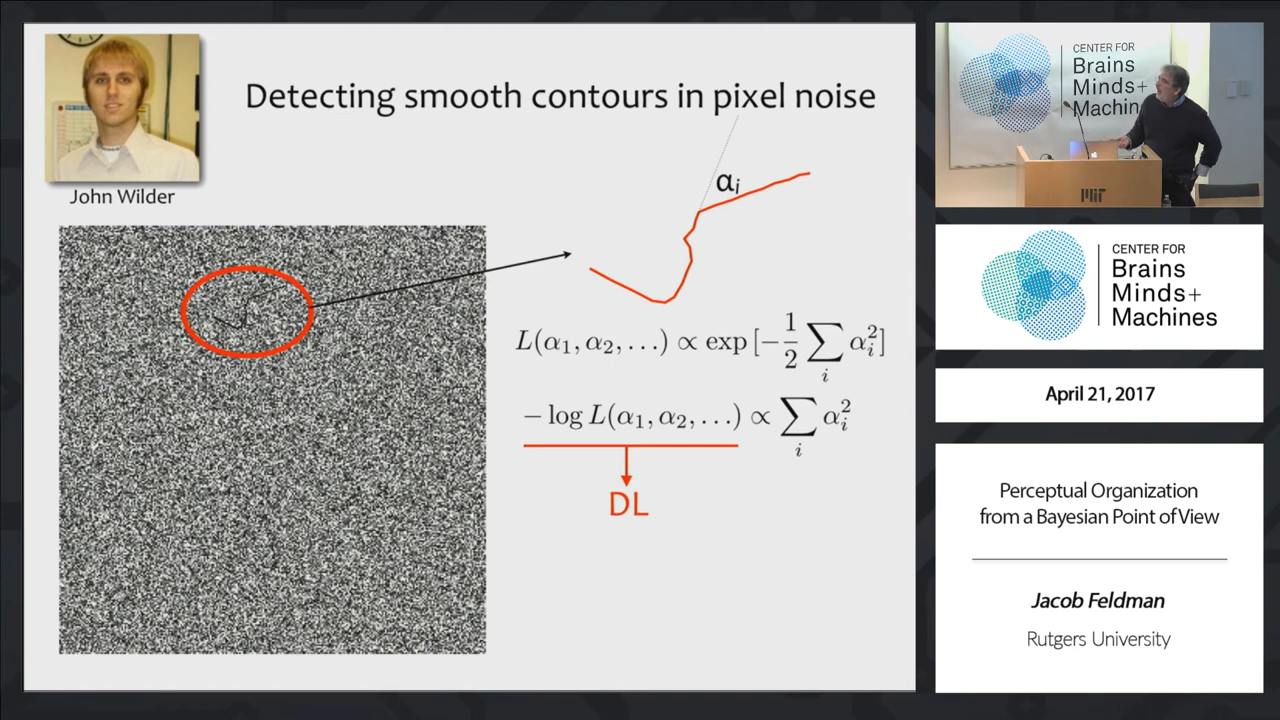 Detecting smooth contours in pixel noise
John Wilder
αᵢ
L(α₁, α₂, …) ∝ exp [−1/2 ∑ᵢ αᵢ²]
− log L(α₁, α₂, …) ∝ ∑ᵢ αᵢ²
DL
CENTER FOR
Brains
Minds+
Machin
MIT
CENTER FOR
Brains
Minds+
Machines
April 21, 2017
Perceptual Organization
from a Bayesian Point of View
Jacob Feldman
Rutgers University